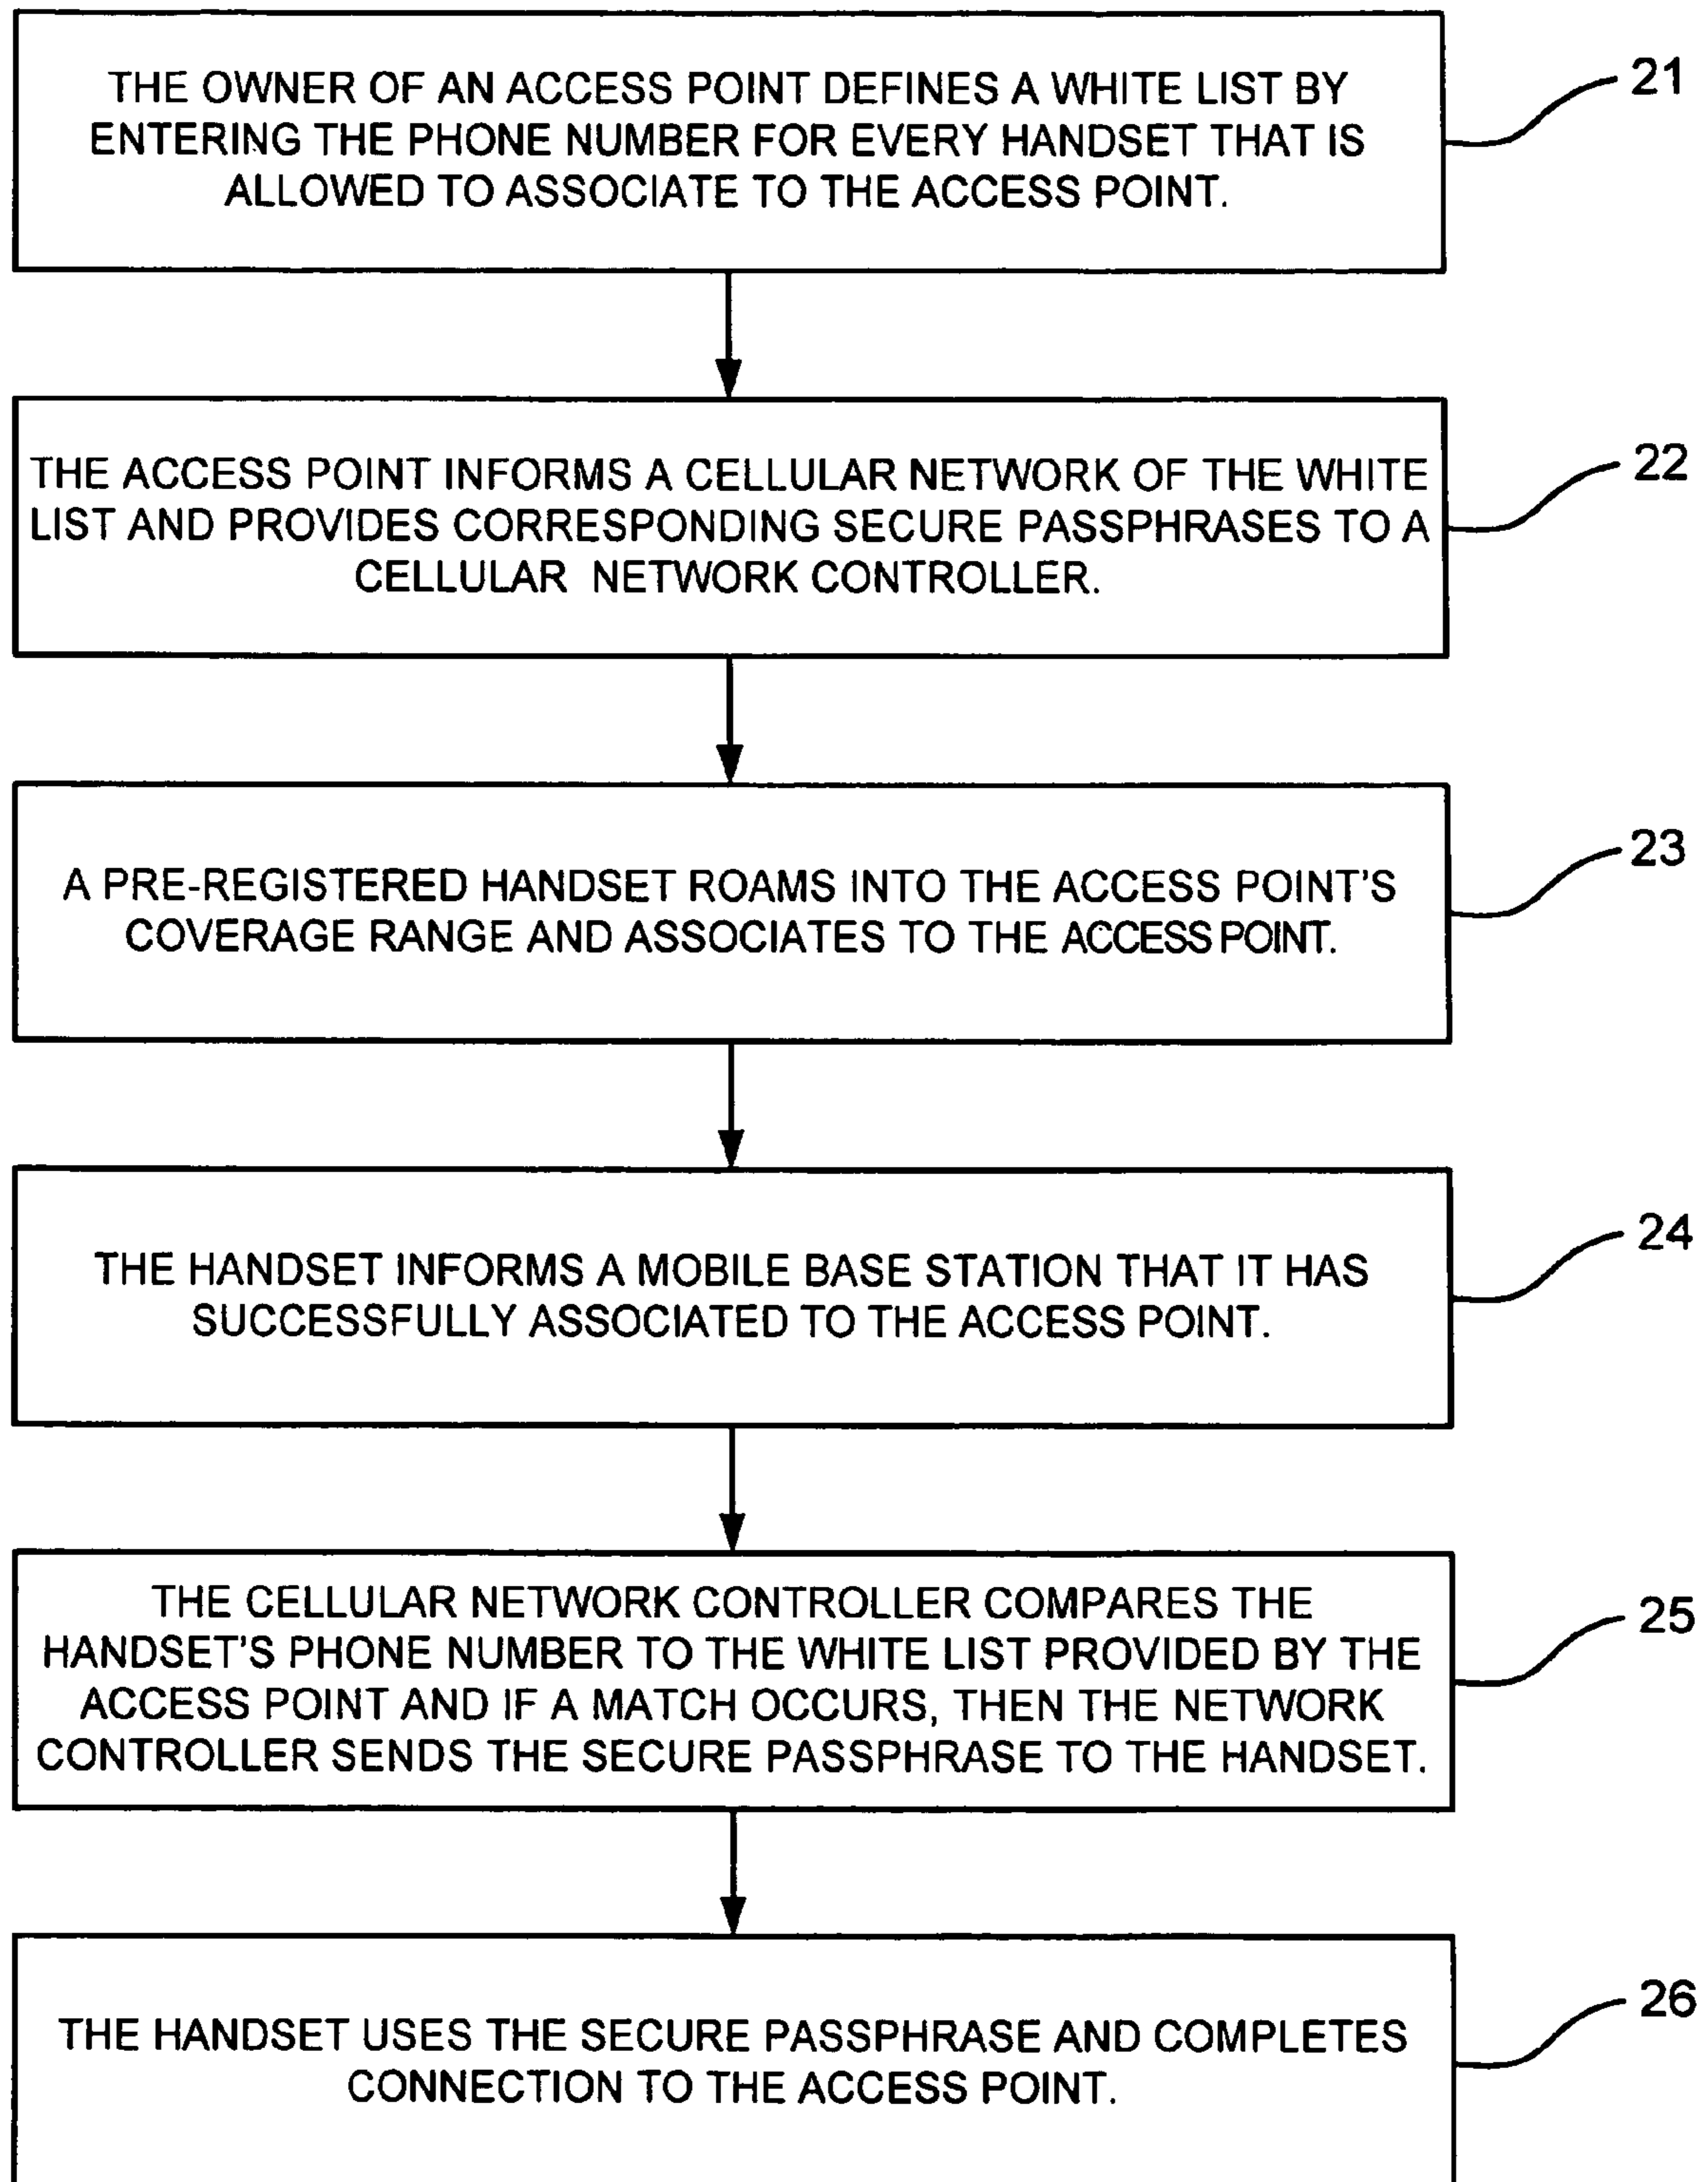 THE OWNER OF AN ACCESS POINT DEFINES A WHITE LIST BY
ENTERING THE PHONE NUMBER FOR EVERY HANDSET THAT IS
ALLOWED TO ASSOCIATE TO THE ACCESS POINT.
21
THE ACCESS POINT INFORMS A CELLULAR NETWORK OF THE WHITE
LIST AND PROVIDES CORRESPONDING SECURE PASSPHRASES TO A
CELLULAR NETWORK CONTROLLER.
22
A PRE-REGISTERED HANDSET ROAMS INTO THE ACCESS POINT'S
COVERAGE RANGE AND ASSOCIATES TO THE ACCESS POINT.
23
THE HANDSET INFORMS A MOBILE BASE STATION THAT IT HAS
SUCCESSFULLY ASSOCIATED TO THE ACCESS POINT.
24
THE CELLULAR NETWORK CONTROLLER COMPARES THE
HANDSET'S PHONE NUMBER TO THE WHITE LIST PROVIDED BY THE
ACCESS POINT AND IF A MATCH OCCURS, THEN THE NETWORK
CONTROLLER SENDS THE SECURE PASSPHRASE TO THE HANDSET.
25
THE HANDSET USES THE SECURE PASSPHRASE AND COMPLETES
CONNECTION TO THE ACCESS POINT.
26